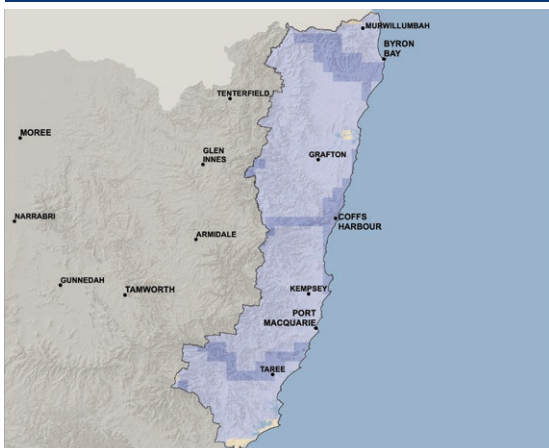 MURWILLUMBAH
BYRON
BAY
TENTERFIELD
MOREE
GLEN
INNES
GRAFTON
NARRABRI
COFFS
HARBOUR
ARMIDALE
GUNNEDAH
TAMWORTH
KEMPSEY
PORT
MACQUARIE
TAREE